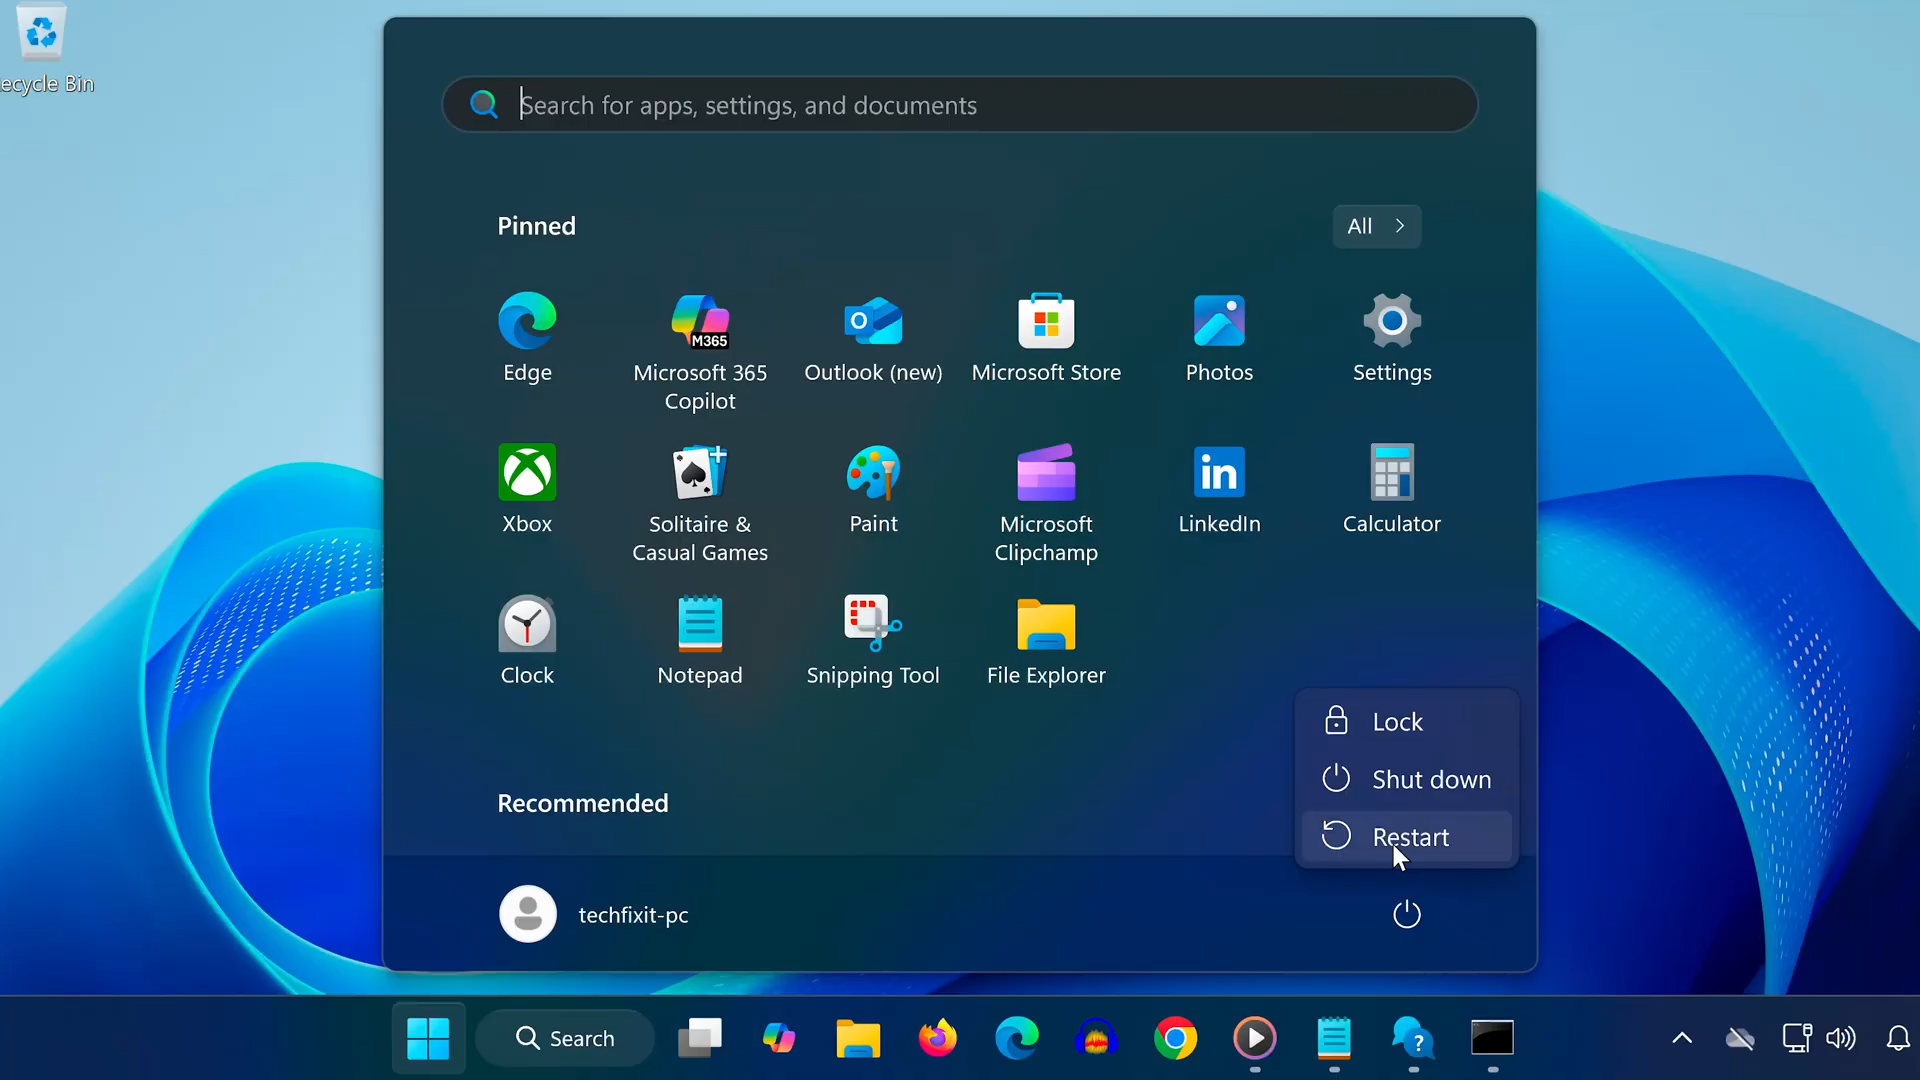 ecycle Bin
Search for apps, settings, and documents
Pinned
All
Edge
Microsoft 365
Copilot
M365
Outlook (new)
Microsoft Store
Photos
Settings
Xbox
Solitaire &
Casual Games
Paint
Microsoft
Clipchamp
in
LinkedIn
Calculator
Clock
Notepad
Snipping Tool
File Explorer
Lock
Shut down
Restart
Recommended
techfixit-pc
Search